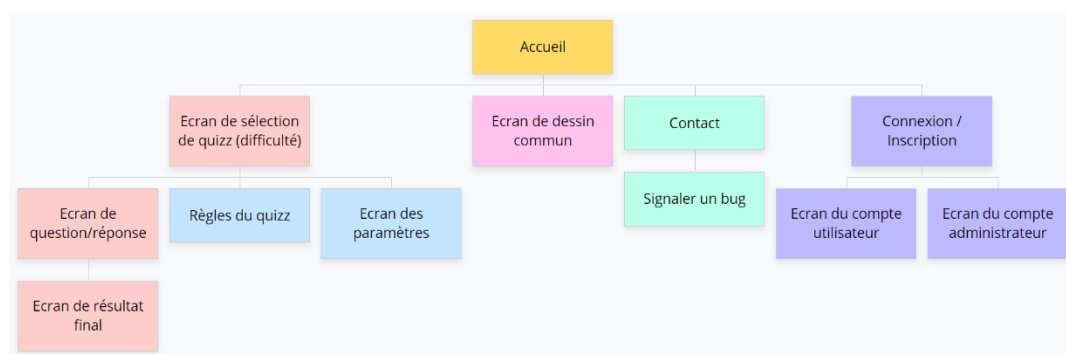 Accueil
Ecran de sélection
de quizz (difficulté)
Ecran de dessin
commun
Contact
Connexion /
Inscription
Ecran de
question/réponse
Règles du quizz
Ecran des
paramètres
Signaler un bug
Ecran du compte
utilisateur
Ecran du compte
administrateur
Ecran de résultat
final